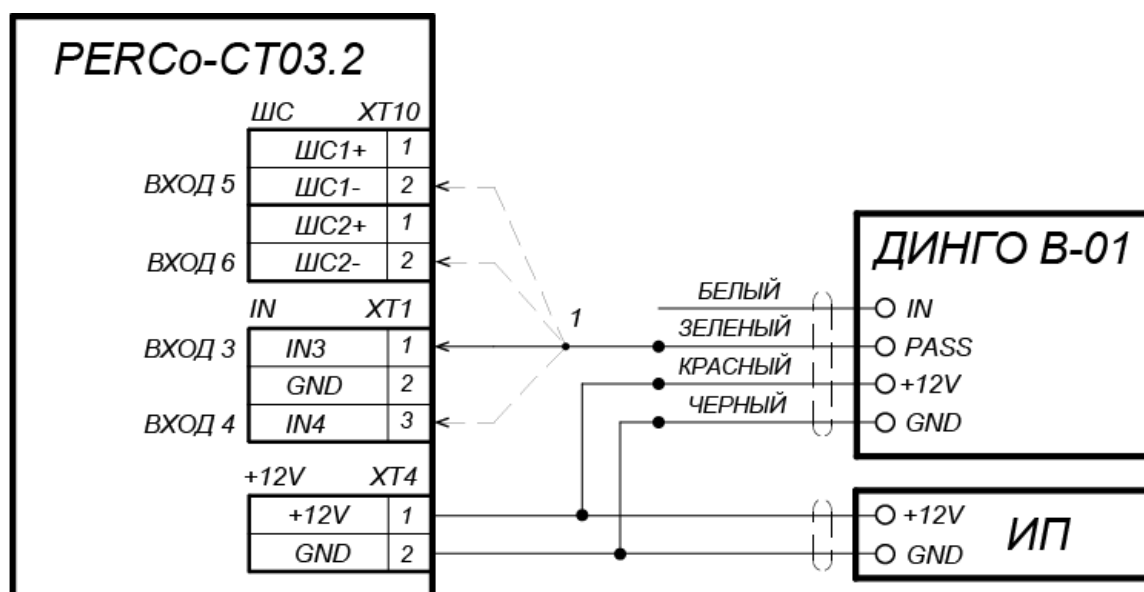 PERCo-CT03.2
ШС XT10
ШС1+ 1
ВХОД 5 ШС1- 2
ШС2+ 1
ВХОД 6 ШС2- 2
IN XT1
ВХОД 3 IN3 1
GND 2
ВХОД 4 IN4 3
+12V XT4
+12V 1
GND 2
1
БЕЛЫЙ
ЗЕЛЕНЫЙ
КРАСНЫЙ
ЧЕРНЫЙ
ДИНГО В-01
IN
PASS
+12V
GND
+12V
GND
ИП